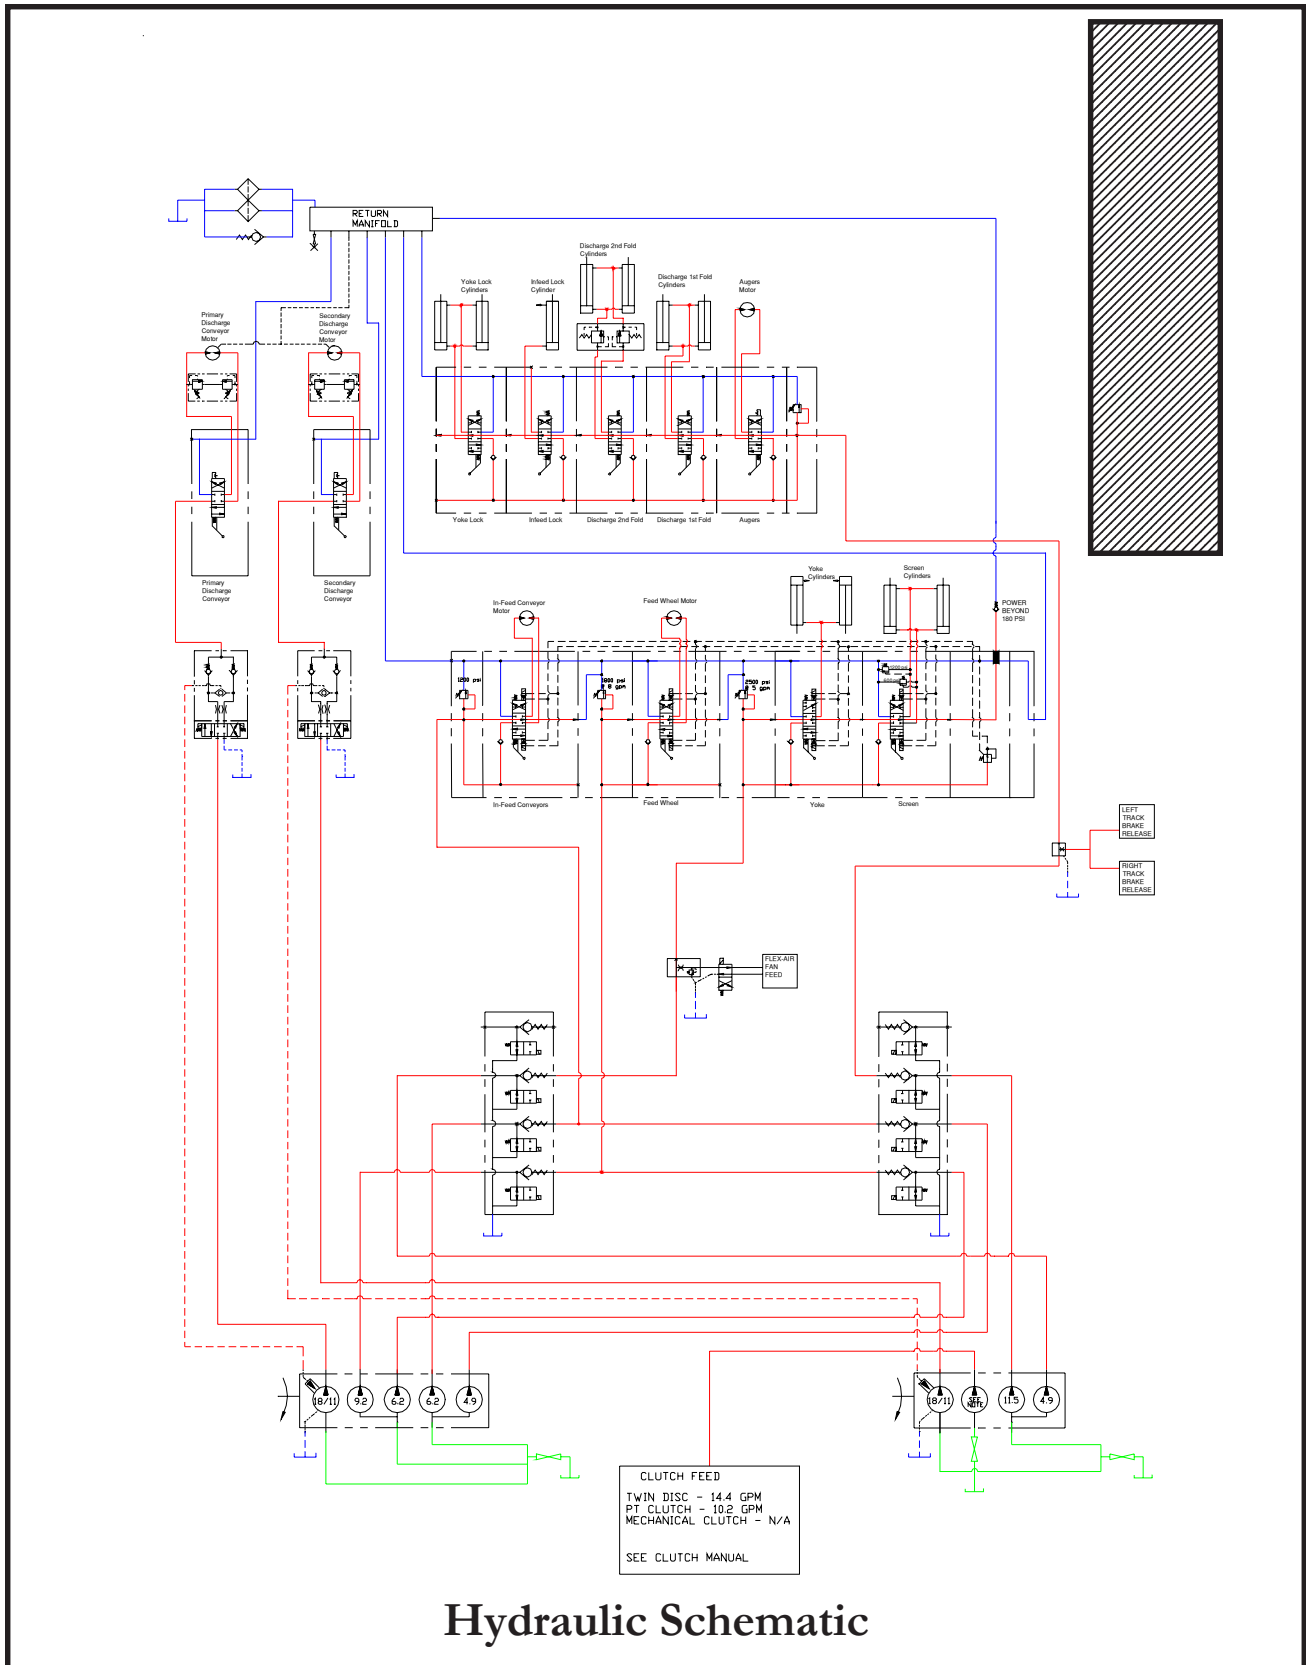 RETURN
MANIFOLD
Discharge 2nd Fold
Cylinders
Yoke Lock
Cylinders
Infeed Lock
Cylinder
Discharge 1st Fold
Cylinders
Augers
Motor
Primary
Discharge
Conveyor
Motor
Secondary
Discharge
Conveyor
Motor
Yoke Lock
Infeed Lock
Discharge 2nd Fold
Discharge 1st Fold
Augers
Primary
Discharge
Conveyor
Secondary
Discharge
Conveyor
In-Feed Conveyor
Motor
Feed Wheel Motor
Yoke
Cylinders
Screen
Cylinders
POWER
BEYOND
180 PSI
1200 psi
1800 psi
@ 8 gpm
2500 psi
@ 5 gpm
In-Feed Conveyors
Feed Wheel
Yoke
Screen
LEFT
TRACK
BRAKE
RELEASE
RIGHT
TRACK
BRAKE
RELEASE
FLEX-AIR
FAN
FEED
18/11
9.2
6.2
6.2
4.9
18/11
SEE
NOTE
11.5
4.9
CLUTCH FEED
TWIN DISC - 14.4 GPM
PT CLUTCH - 10.2 GPM
MECHANICAL CLUTCH - N/A
SEE CLUTCH MANUAL
Hydraulic Schematic